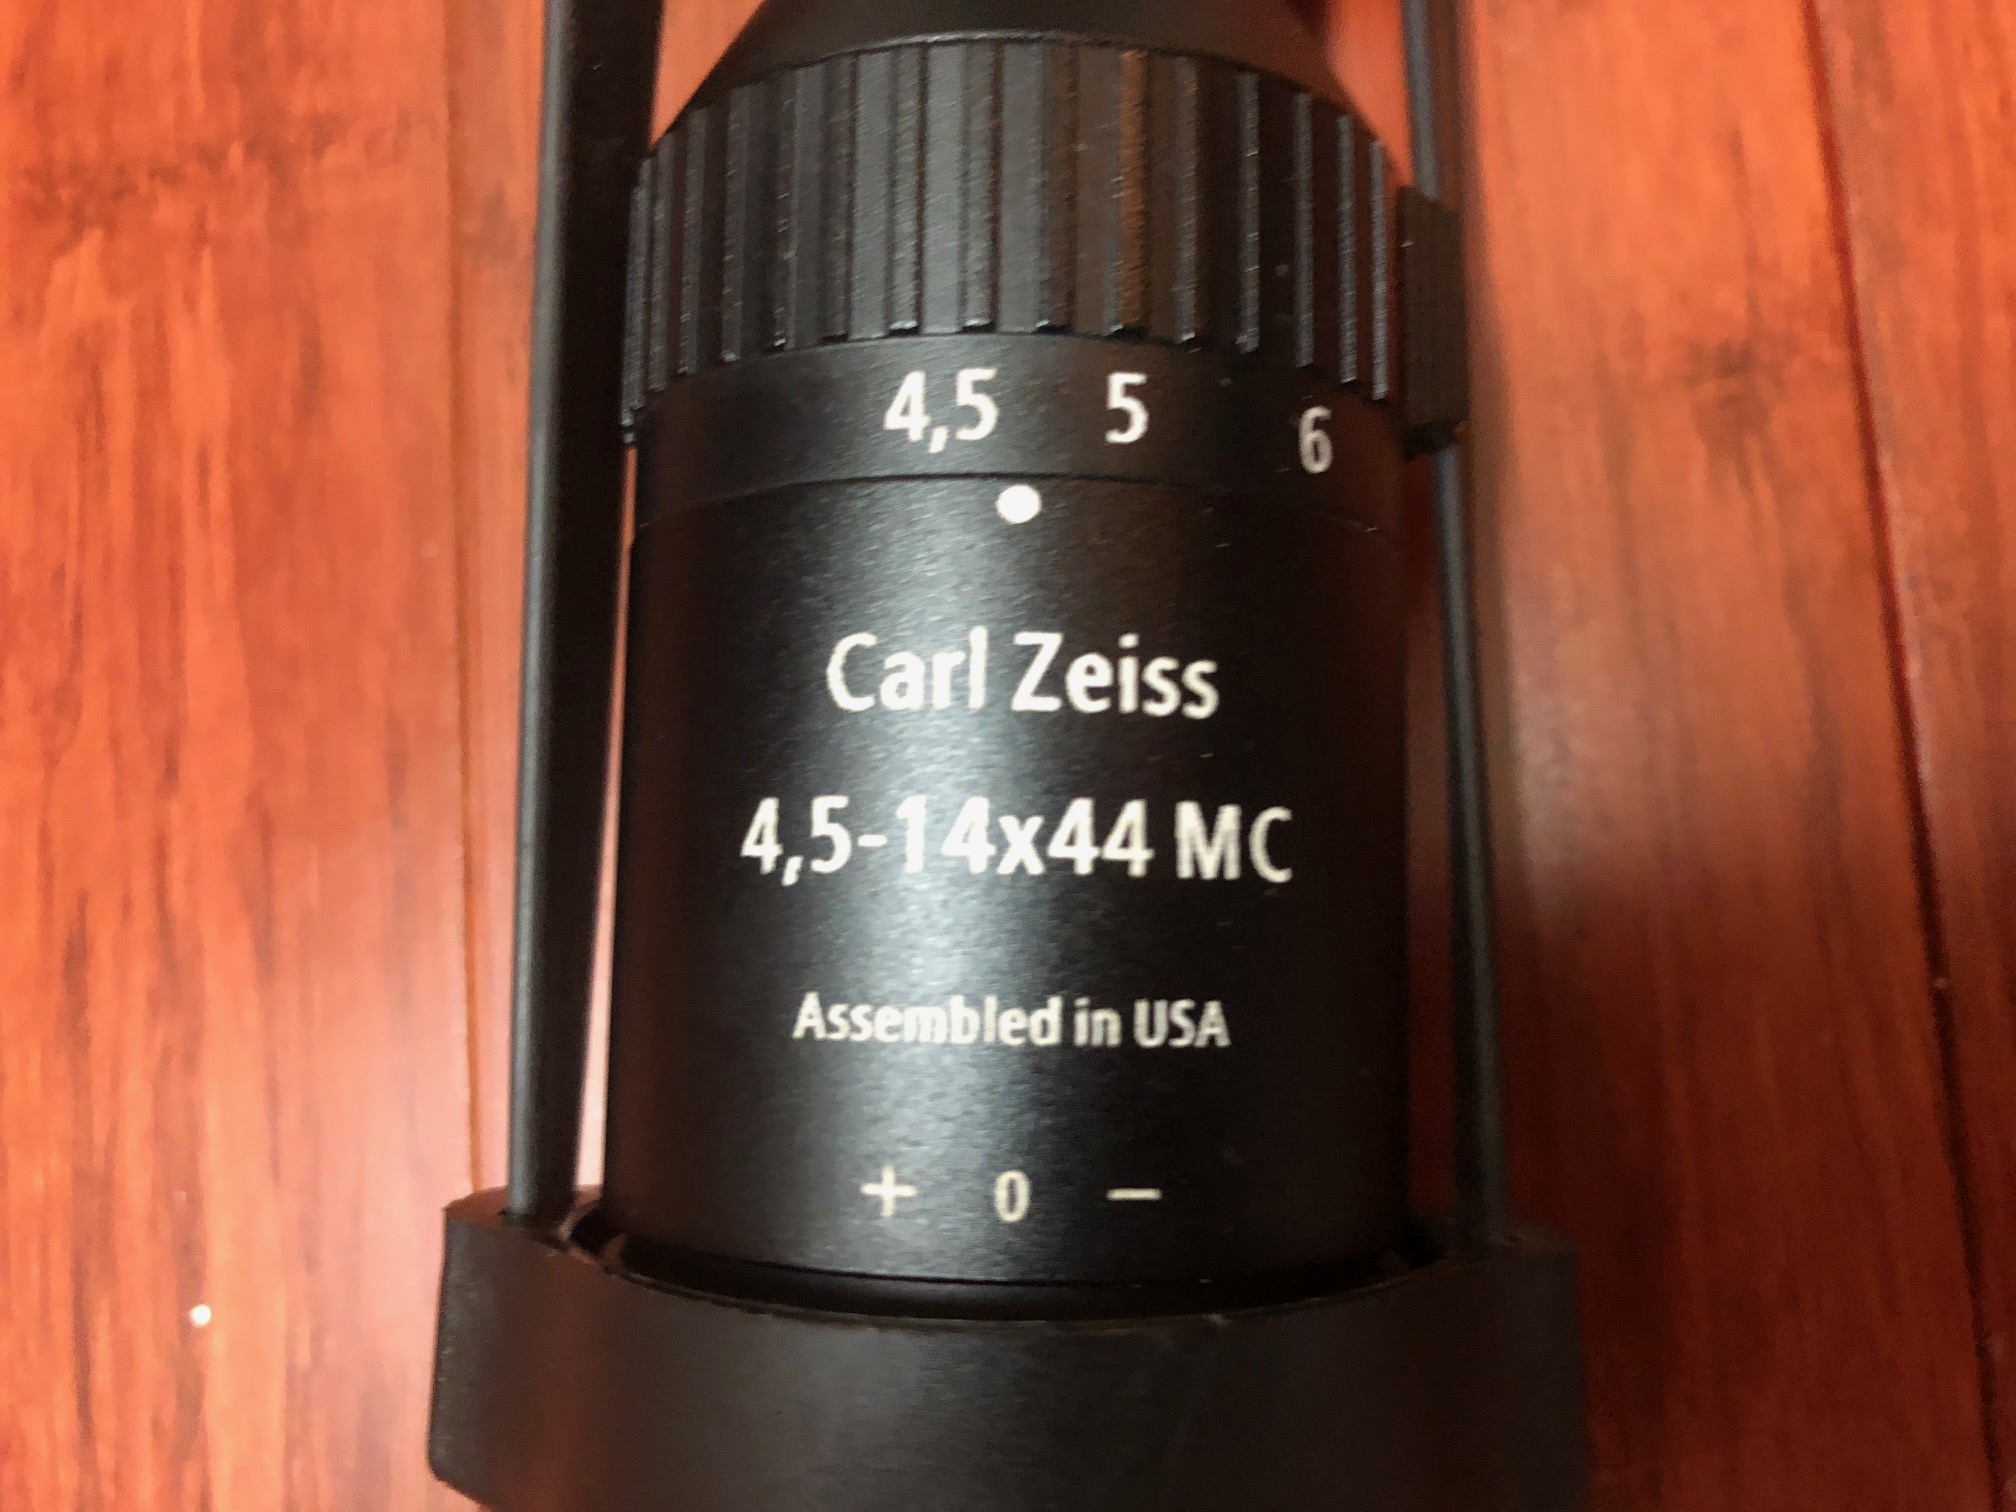 4,5 5 6
Carl Zeiss
4,5-14x44 MC
Assembled in USA
+ 0 −